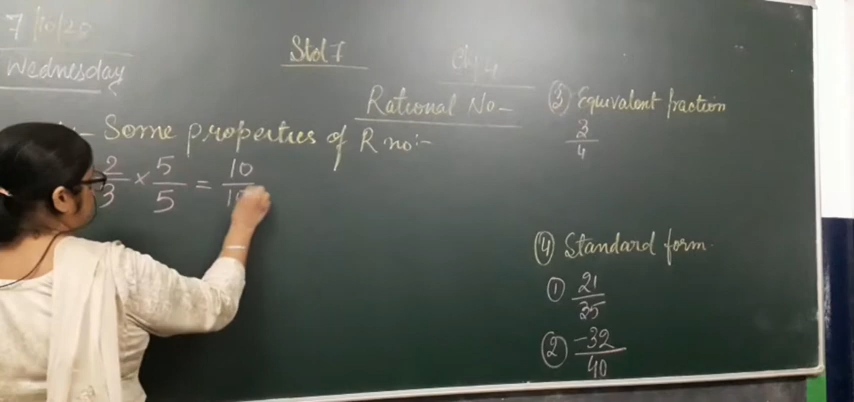 7/10/20
Wednesday
Std 7
Ch 4
Rational No-
:- Some properties of R no:-
2/3 × 5/5 = 10/
③ Equivalent fraction
3/4
④ Standard form.
① 21/35
② -32/40